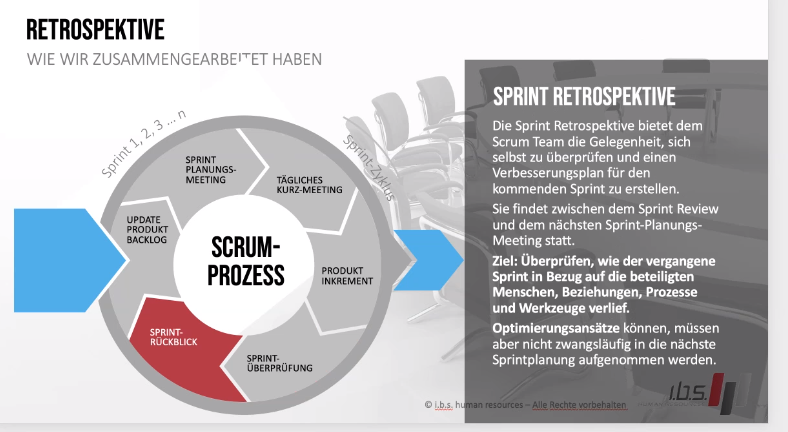 RETROSPEKTIVE
WIE WIR ZUSAMMENGEARBEITET HABEN
Sprint 1, 2, 3 ... n
Sprint-Zyklus
SPRINT
PLANUNGS-
MEETING
TÄGLICHES
KURZ-MEETING
UPDATE
PRODUKT
BACKLOG
SCRUM-
PROZESS
PRODUKT
INKREMENT
SPRINT-
RÜCKBLICK
SPRINT-
ÜBERPRÜFUNG
SPRINT RETROSPEKTIVE
Die Sprint Retrospektive bietet dem
Scrum Team die Gelegenheit, sich
selbst zu überprüfen und einen
Verbesserungsplan für den
kommenden Sprint zu erstellen.
Sie findet zwischen dem Sprint Review
und dem nächsten Sprint-Planungs-
Meeting statt.
Ziel: Überprüfen, wie der vergangene
Sprint in Bezug auf die beteiligten
Menschen, Beziehungen, Prozesse
und Werkzeuge verlief.
Optimierungsansätze können, müssen
aber nicht zwangsläufig in die nächste
Sprintplanung aufgenommen werden.
i.b.s.
© i.b.s. human resources – Alle Rechte vorbehalten